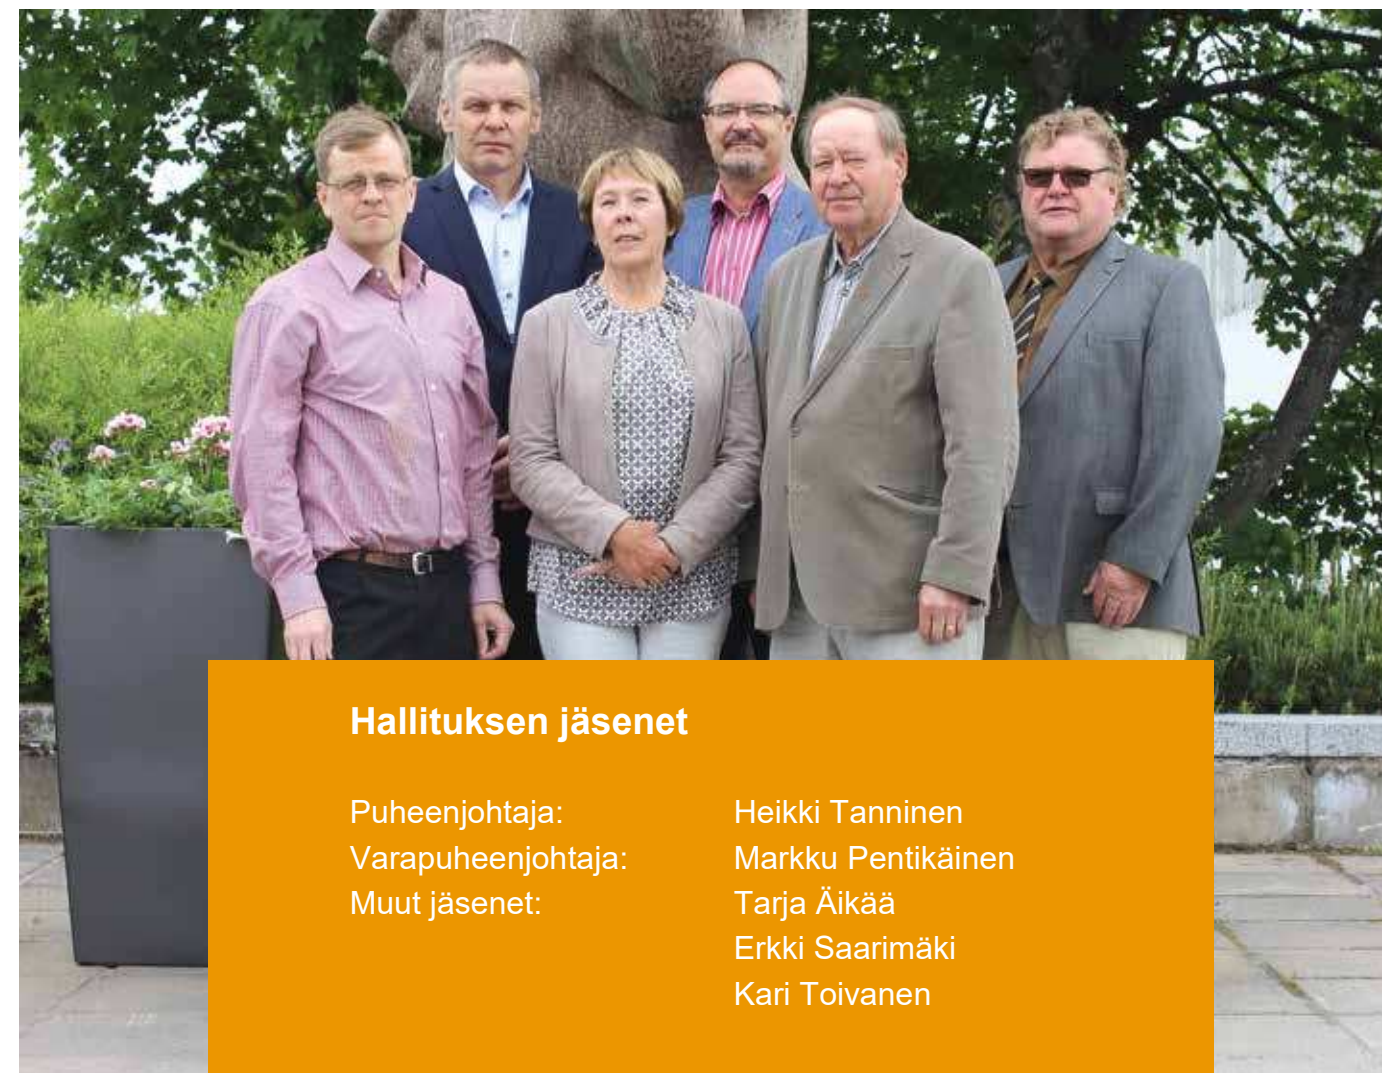 Hallituksen jäsenet
Puheenjohtaja: Heikki Tanninen
Varapuheenjohtaja: Markku Pentikäinen
Muut jäsenet: Tarja Äikää
Erkki Saarimäki
Kari Toivanen